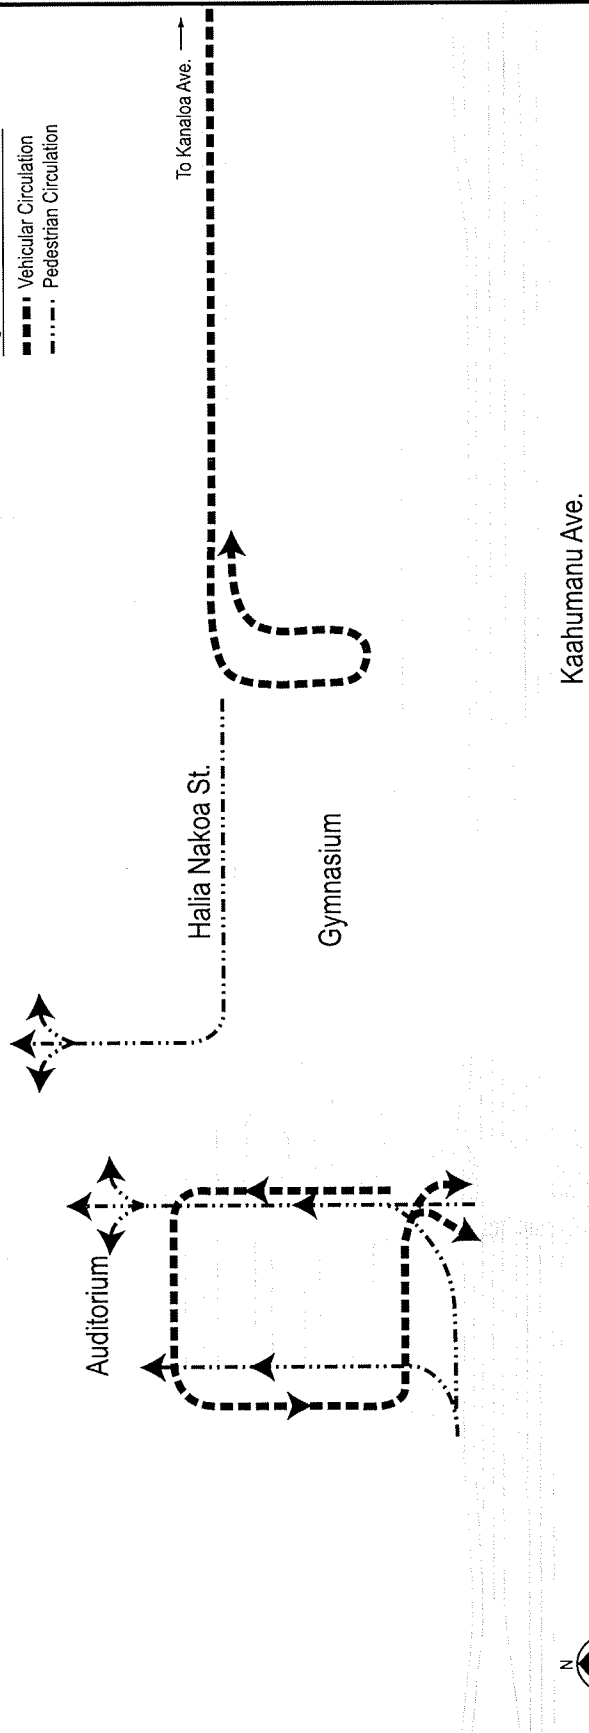 Vehicular Circulation
Pedestrian Circulation
To Kanaloa Ave. →
Halia Nakoa St.
Auditorium
Gymnasium
Kaahumanu Ave.
N